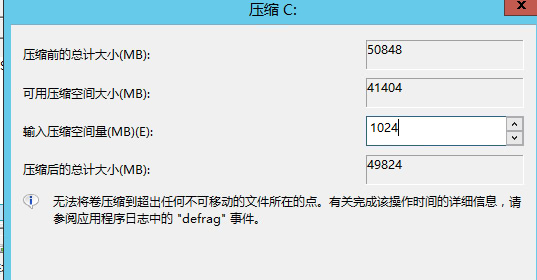 压缩 C:
压缩前的总计大小(MB): 50848
可用压缩空间大小(MB): 41404
输入压缩空间量(MB)(E): 1024
压缩后的总计大小(MB): 49824
无法将卷压缩到超出任何不可移动的文件所在的点。有关完成该操作时间的详细信息，请
参阅应用程序日志中的 "defrag" 事件。